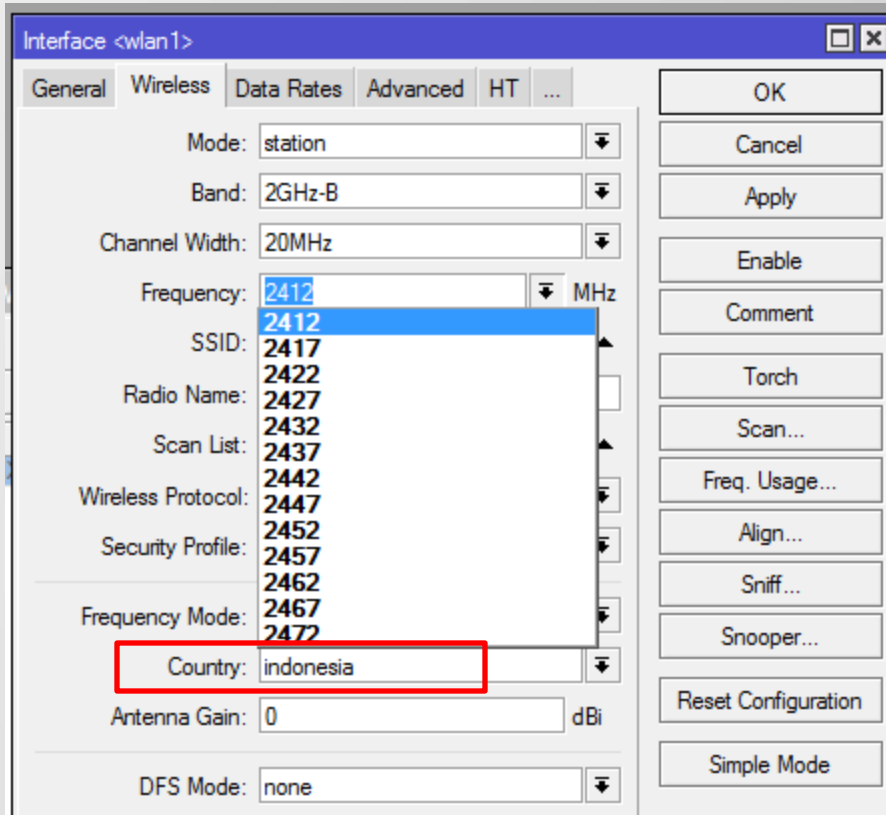 Interface <wlan1>
General Wireless Data Rates Advanced HT ...
OK
Mode: station
Cancel
Band: 2GHz-B
Apply
Channel Width: 20MHz
Enable
Frequency: 2412 MHz
Comment
2412
SSID:
2417
2422
Torch
Radio Name:
2427
2432
Scan...
Scan List:
2437
2442
Freq. Usage...
Wireless Protocol:
2447
2452
Align...
Security Profile:
2457
2462
Sniff...
Frequency Mode:
2467
2472
Snooper...
Country: indonesia
Reset Configuration
Antenna Gain: 0 dBi
Simple Mode
DFS Mode: none